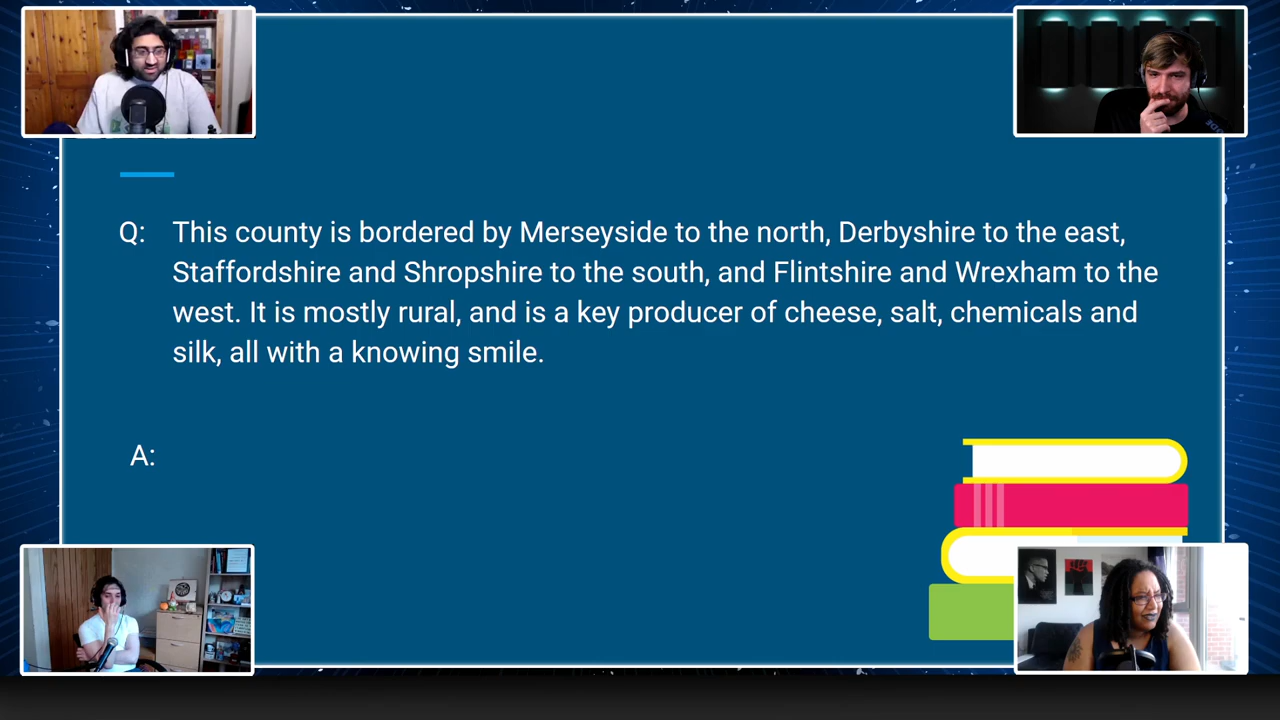 Q: This county is bordered by Merseyside to the north, Derbyshire to the east,
Staffordshire and Shropshire to the south, and Flintshire and Wrexham to the
west. It is mostly rural, and is a key producer of cheese, salt, chemicals and
silk, all with a knowing smile.
A: